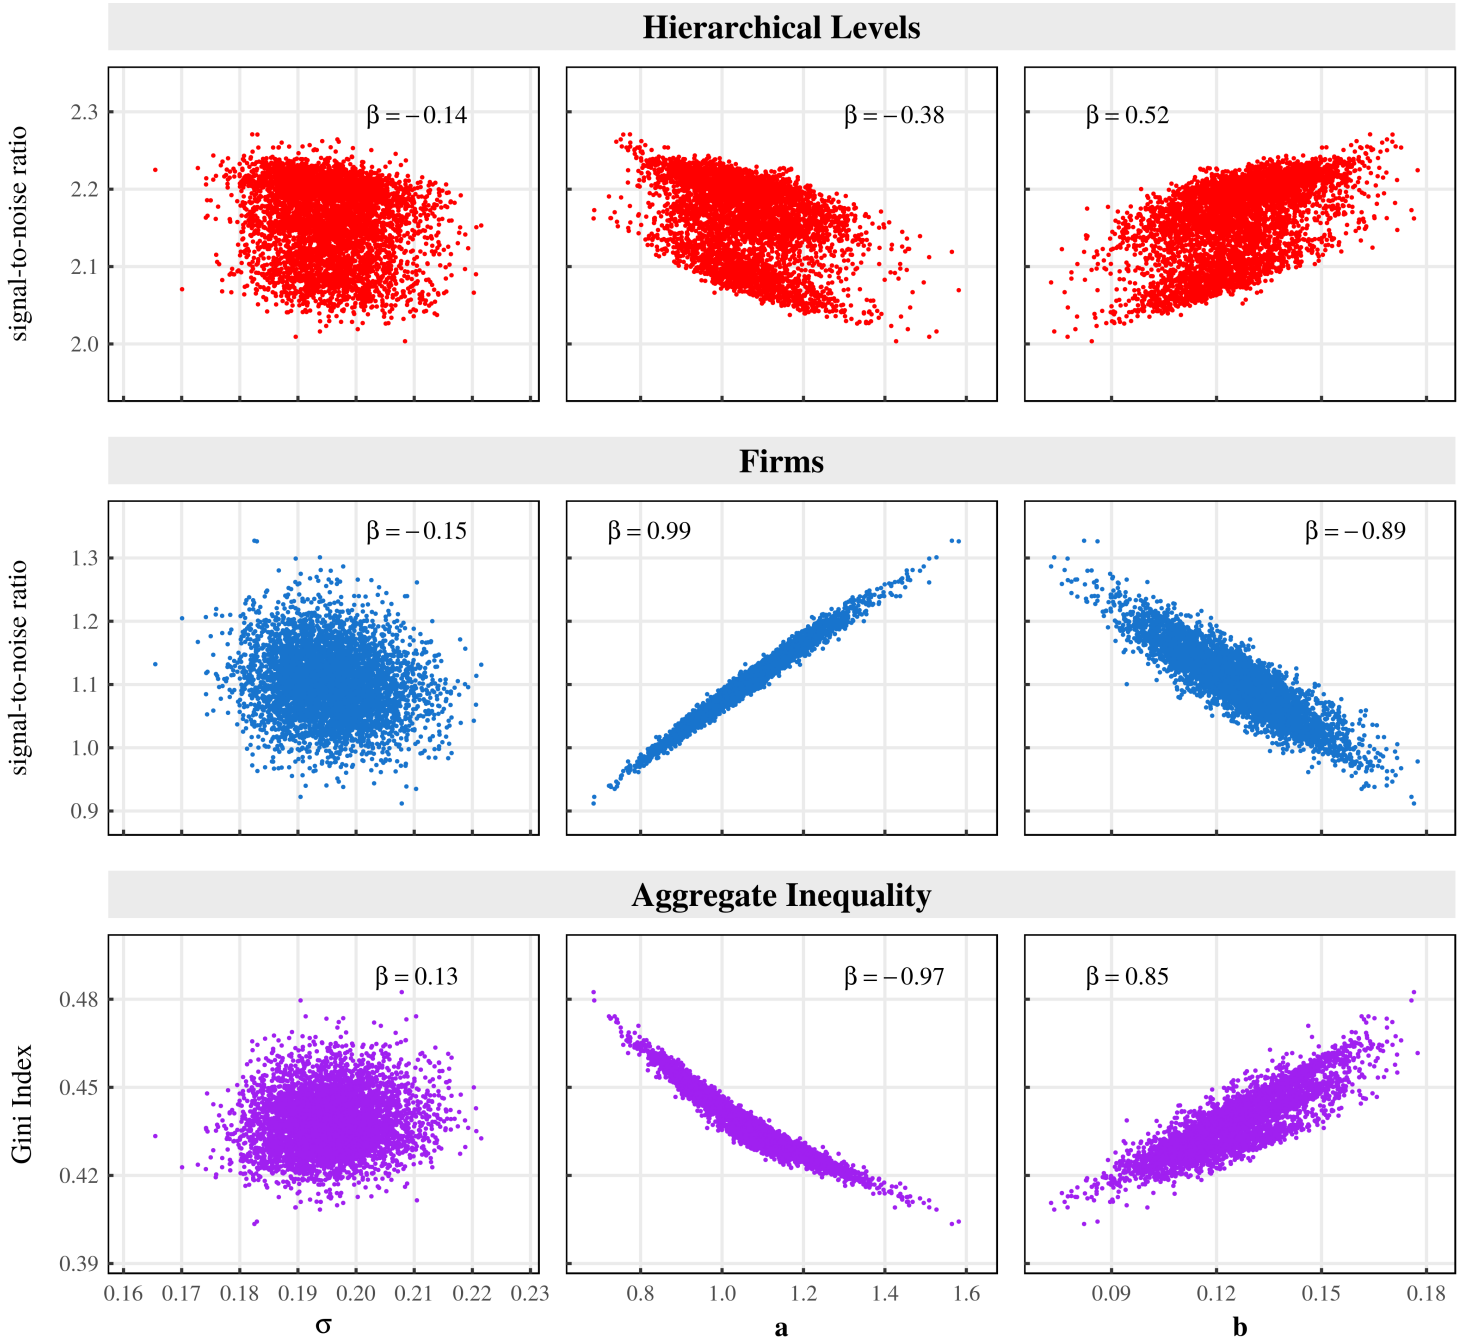 Hierarchical Levels
signal-to-noise ratio
2.3
2.2
2.1
2.0
β = −0.14
β = −0.38
β = 0.52
Firms
signal-to-noise ratio
1.3
1.2
1.1
1.0
0.9
β = −0.15
β = 0.99
β = −0.89
Aggregate Inequality
Gini Index
0.48
0.45
0.42
0.39
β = 0.13
β = −0.97
β = 0.85
0.16 0.17 0.18 0.19 0.20 0.21 0.22 0.23
0.8 1.0 1.2 1.4 1.6
0.09 0.12 0.15 0.18
σ
a
b